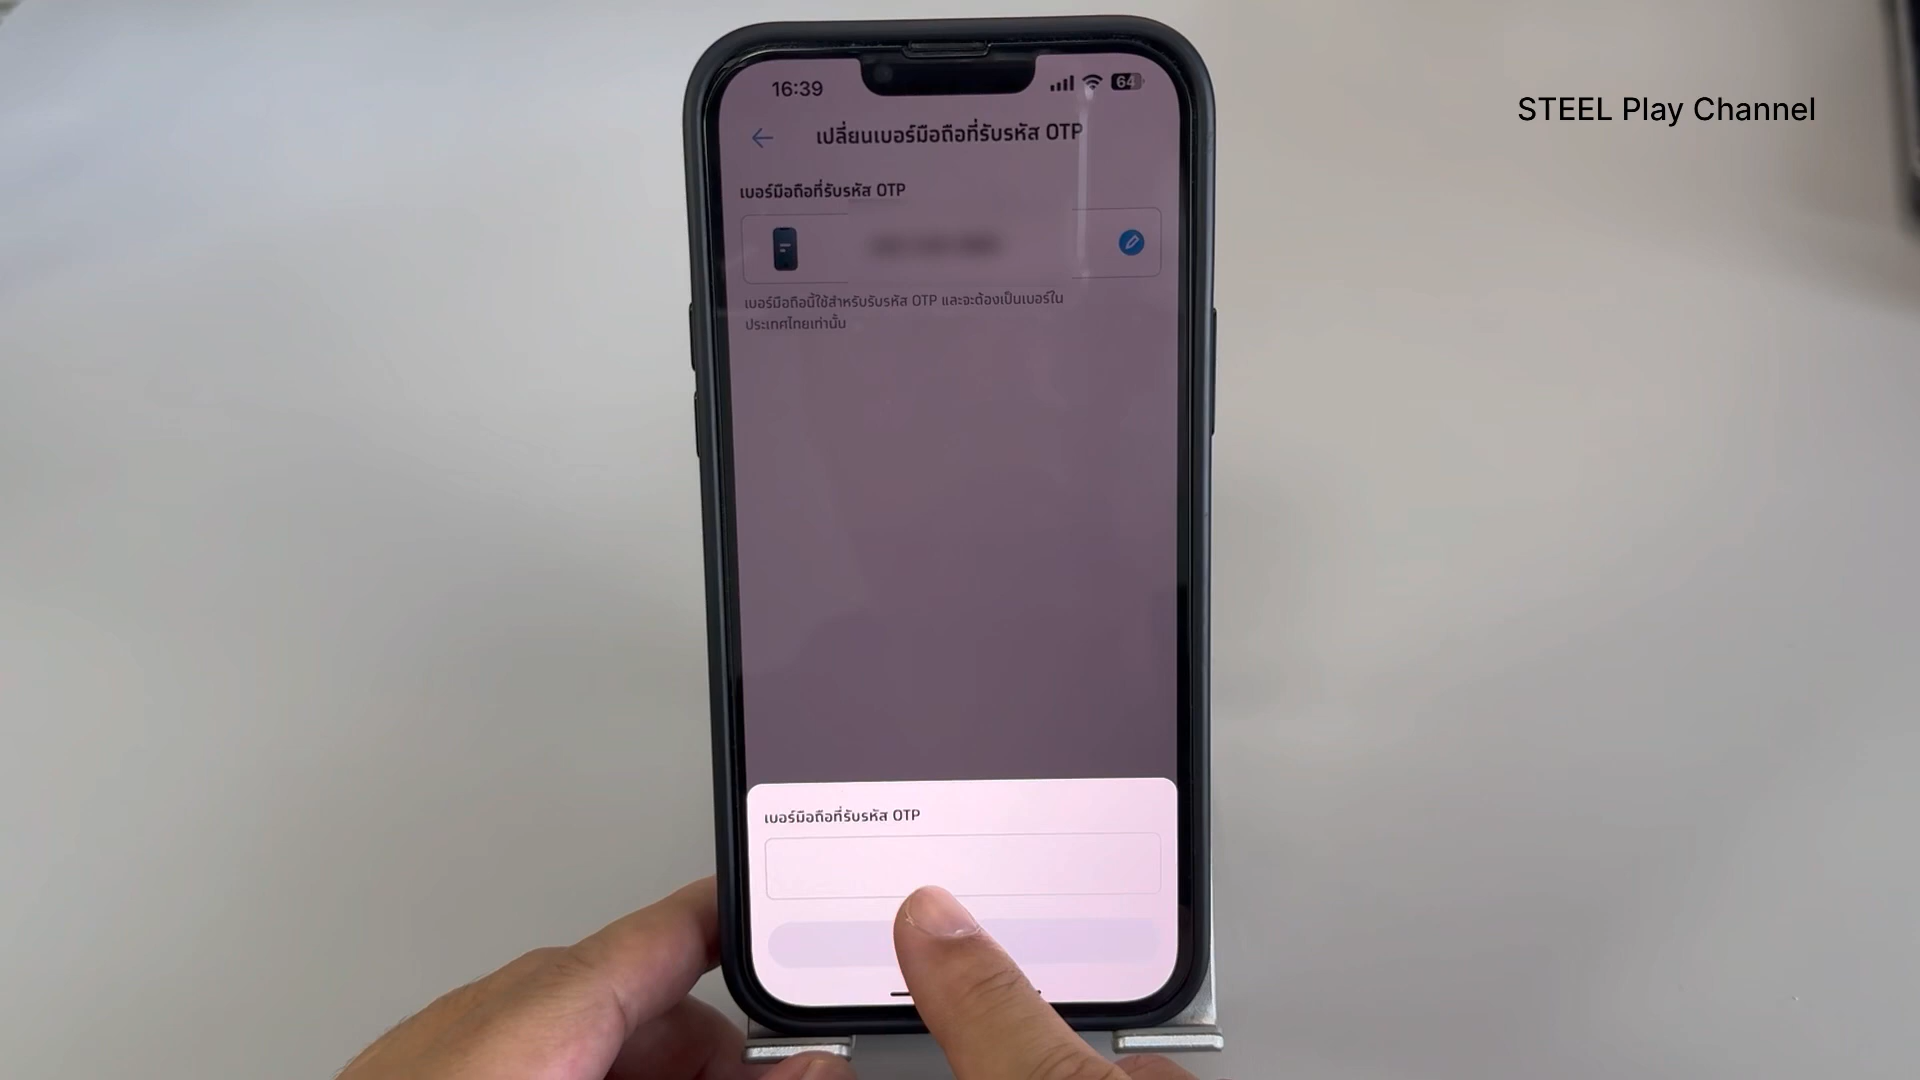 STEEL Play Channel
16:39
64
เปลี่ยนเบอร์มือถือที่รับรหัส OTP
เบอร์มือถือที่รับรหัส OTP
เบอร์มือถือนี้ใช้สำหรับรับรหัส OTP และจะต้องเป็นเบอร์ใน
ประเทศไทยเท่านั้น
เบอร์มือถือที่รับรหัส OTP